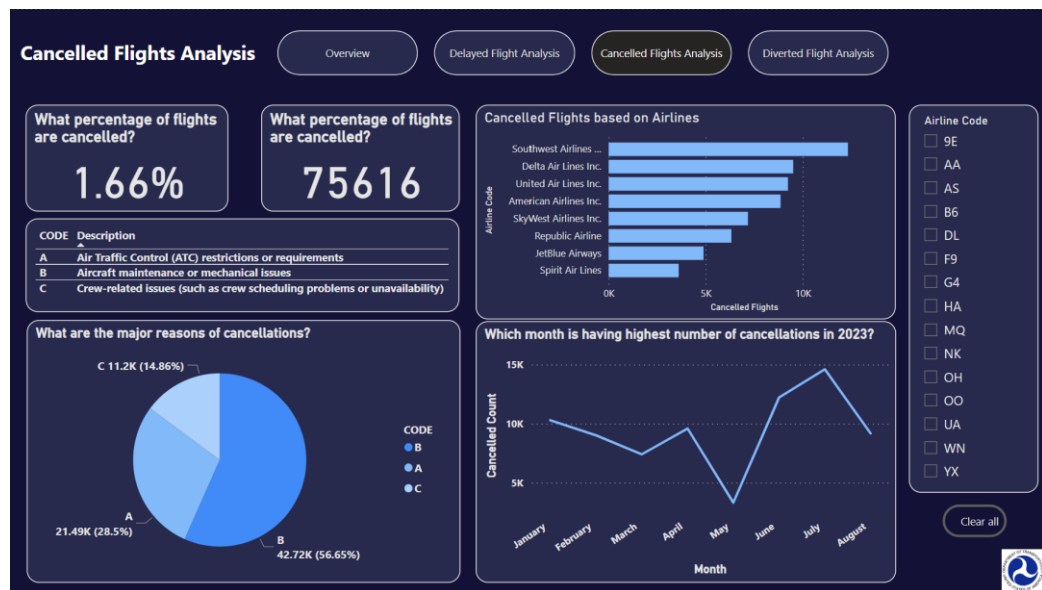 Cancelled Flights Analysis
Overview
Delayed Flight Analysis
Cancelled Flights Analysis
Diverted Flight Analysis
What percentage of flights
are cancelled?
1.66%
What percentage of flights
are cancelled?
75616
CODE Description
A Air Traffic Control (ATC) restrictions or requirements
B Aircraft maintenance or mechanical issues
C Crew-related issues (such as crew scheduling problems or unavailability)
Cancelled Flights based on Airlines
Airline Code
Southwest Airlines ...
Delta Air Lines Inc.
United Air Lines Inc.
American Airlines Inc.
SkyWest Airlines Inc.
Republic Airline
JetBlue Airways
Spirit Air Lines
0K 5K 10K
Cancelled Flights
What are the major reasons of cancellations?
C 11.2K (14.86%)
A
21.49K (28.5%)
B
42.72K (56.65%)
CODE
B
A
C
Which month is having highest number of cancellations in 2023?
Cancelled Count
15K
10K
5K
January February March April May June July August
Month
Airline Code
9E
AA
AS
B6
DL
F9
G4
HA
MQ
NK
OH
OO
UA
WN
YX
Clear all